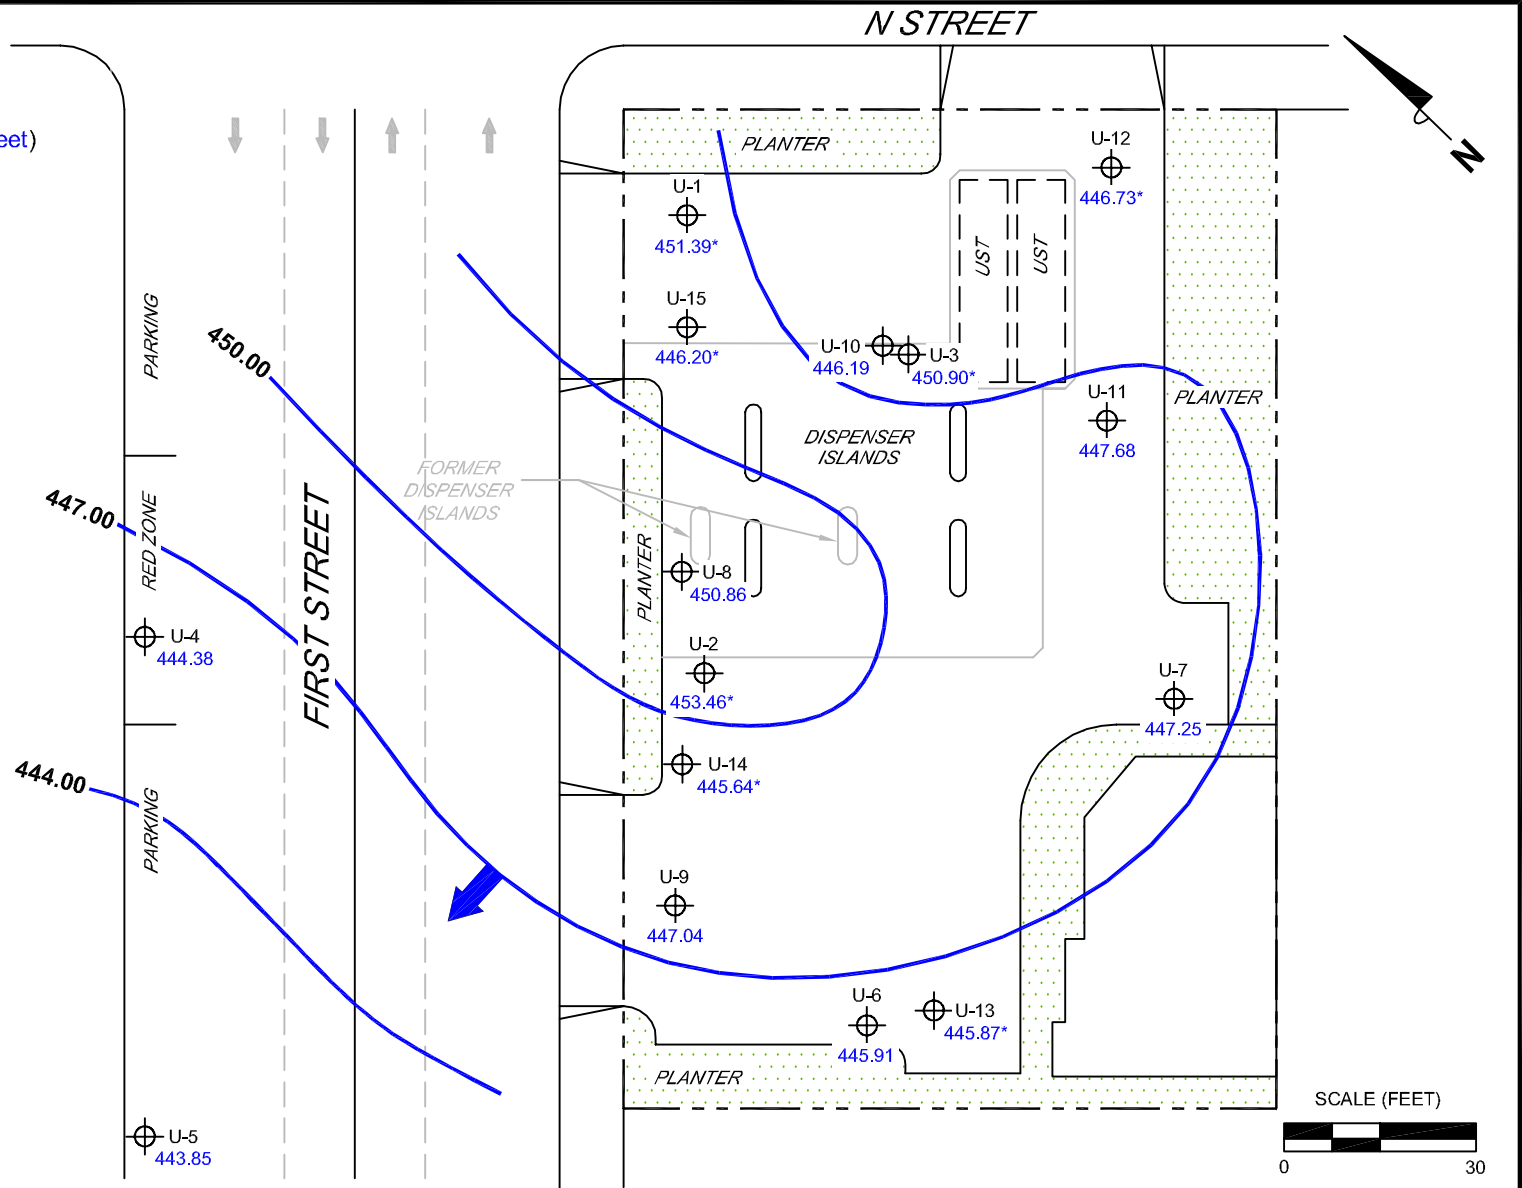 N STREET
eet)
PLANTER
U-12
446.73*
N
U-1
451.39*
UST
UST
U-15
446.20*
U-10
446.19
U-3
450.90*
PARKING
450.00
U-11
447.68
PLANTER
DISPENSER
ISLANDS
FORMER
DISPENSER
ISLANDS
447.00
RED ZONE
FIRST STREET
PLANTER
U-8
450.86
U-4
444.38
U-2
453.46*
U-7
447.25
444.00
PARKING
U-14
445.64*
U-9
447.04
U-6
445.91
U-13
445.87*
PLANTER
U-5
443.85
SCALE (FEET)
0 30